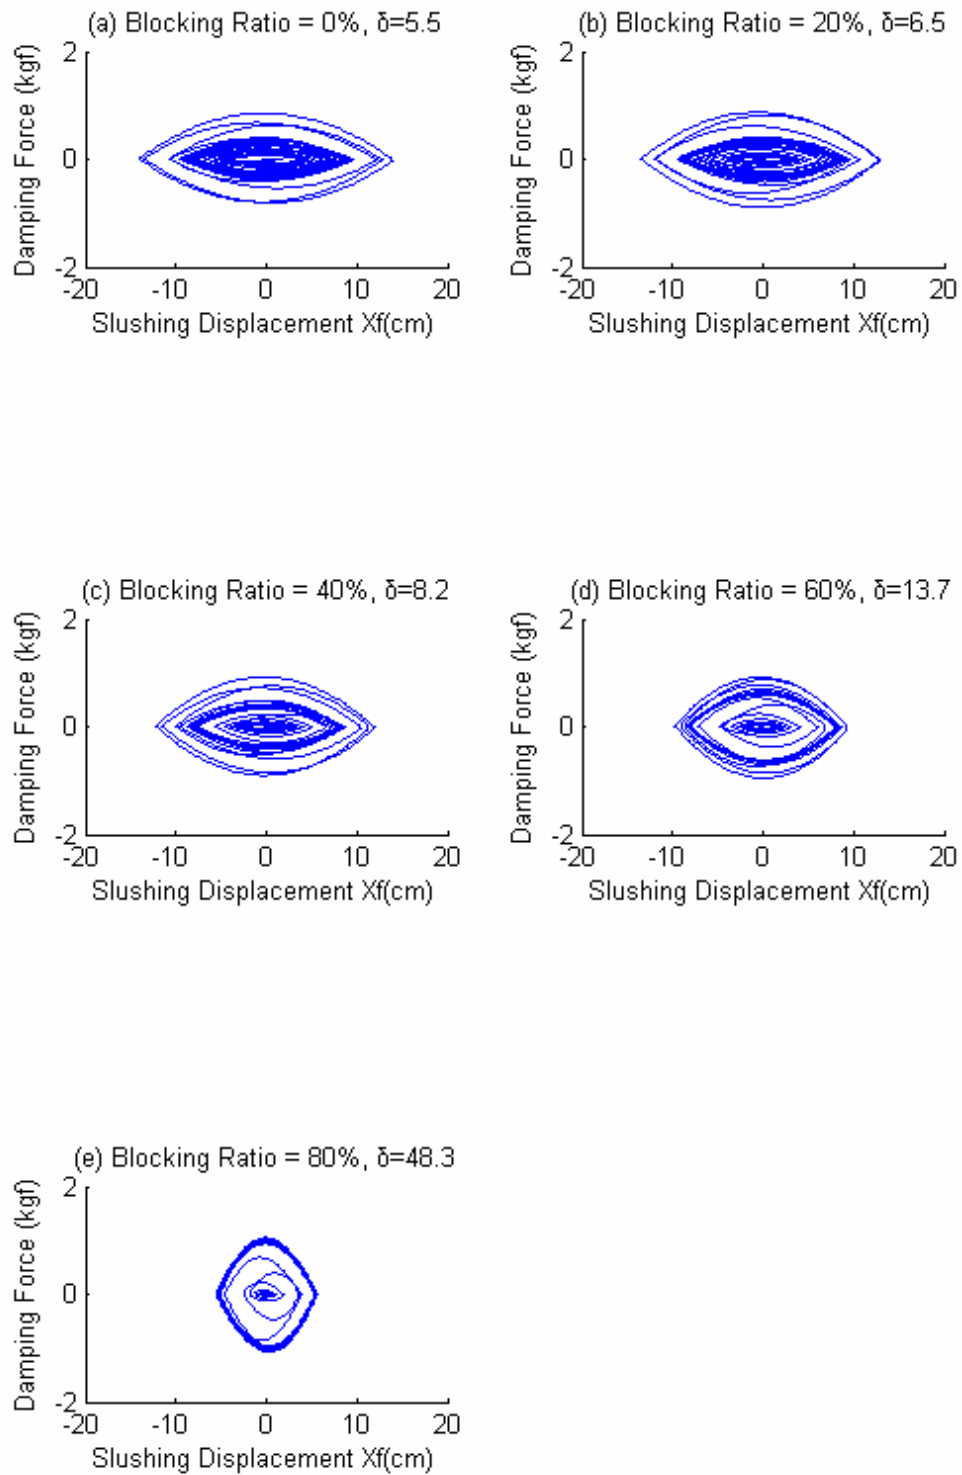 (a) Blocking Ratio = 0%, δ=5.5
Damping Force (kgf)
2
0
-2
-20 -10 0 10 20
Slushing Displacement Xf(cm)
(b) Blocking Ratio = 20%, δ=6.5
Damping Force (kgf)
2
0
-2
-20 -10 0 10 20
Slushing Displacement Xf(cm)
(c) Blocking Ratio = 40%, δ=8.2
Damping Force (kgf)
2
0
-2
-20 -10 0 10 20
Slushing Displacement Xf(cm)
(d) Blocking Ratio = 60%, δ=13.7
Damping Force (kgf)
2
0
-2
-20 -10 0 10 20
Slushing Displacement Xf(cm)
(e) Blocking Ratio = 80%, δ=48.3
Damping Force (kgf)
2
0
-2
-20 -10 0 10 20
Slushing Displacement Xf(cm)